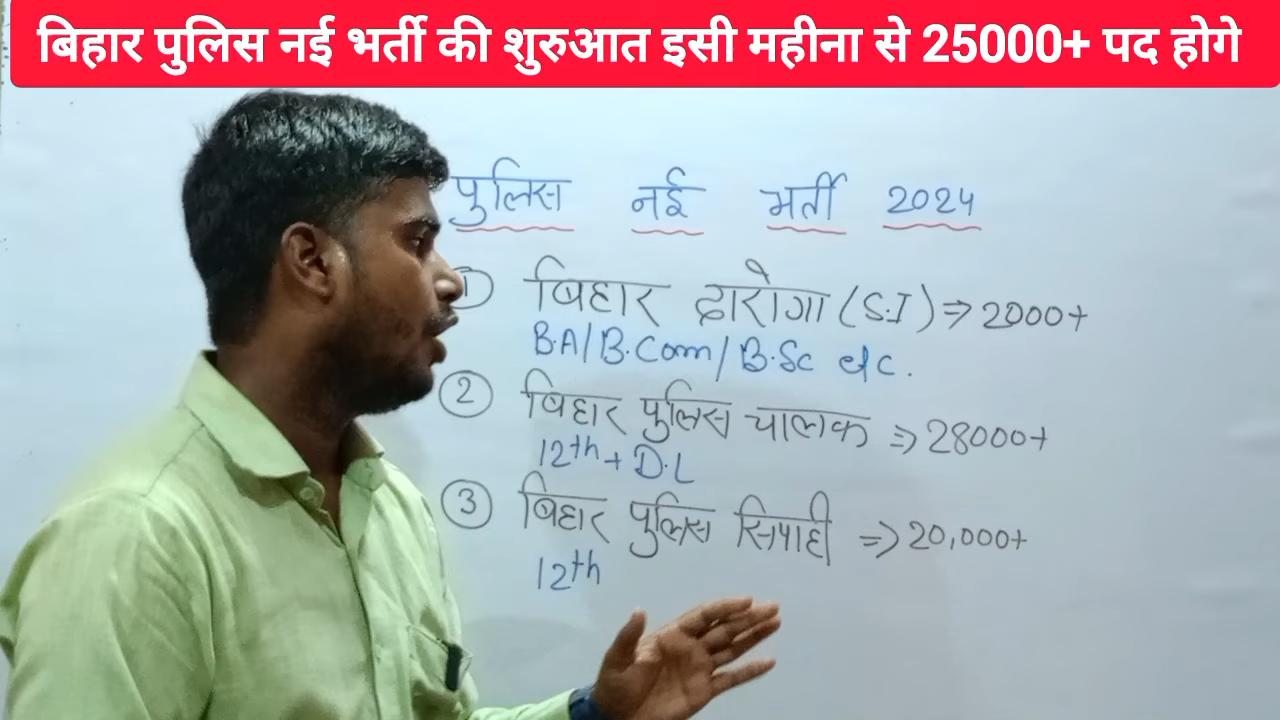 बिहार पुलिस नई भर्ती की शुरुआत इसी महीना से 25000+ पद होगे
पुलिस नई भर्ती 2024
1 बिहार दारोगा (S.I) => 2000+
B.A/B.Com/B.Sc etc.
2 बिहार पुलिस चालक => 28000+
12th + D.L
3 बिहार पुलिस सिपाही => 20,000+
12th